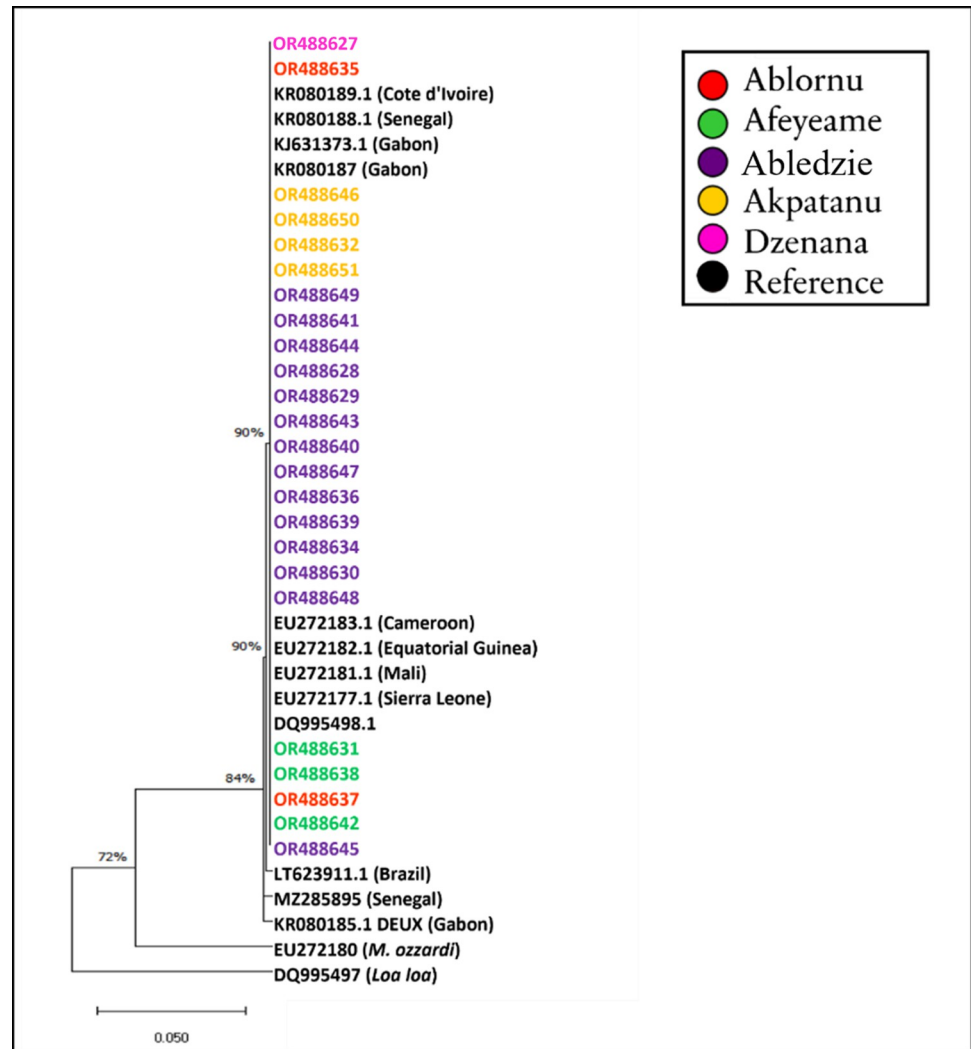 OR488627
OR488635
KR080189.1 (Cote d'Ivoire)
KR080188.1 (Senegal)
KJ631373.1 (Gabon)
KR080187 (Gabon)
OR488646
OR488650
OR488632
OR488651
OR488649
OR488641
OR488644
OR488628
OR488629
OR488643
OR488640
OR488647
OR488636
OR488639
OR488634
OR488630
OR488648
EU272183.1 (Cameroon)
EU272182.1 (Equatorial Guinea)
EU272181.1 (Mali)
EU272177.1 (Sierra Leone)
DQ995498.1
OR488631
OR488638
OR488637
OR488642
OR488645
LT623911.1 (Brazil)
MZ285895 (Senegal)
KR080185.1 DEUX (Gabon)
EU272180 (M. ozzardi)
DQ995497 (Loa loa)
90%
90%
84%
72%
0.050
Ablornu
Afeyeame
Abledzie
Akpatanu
Dzenana
Reference